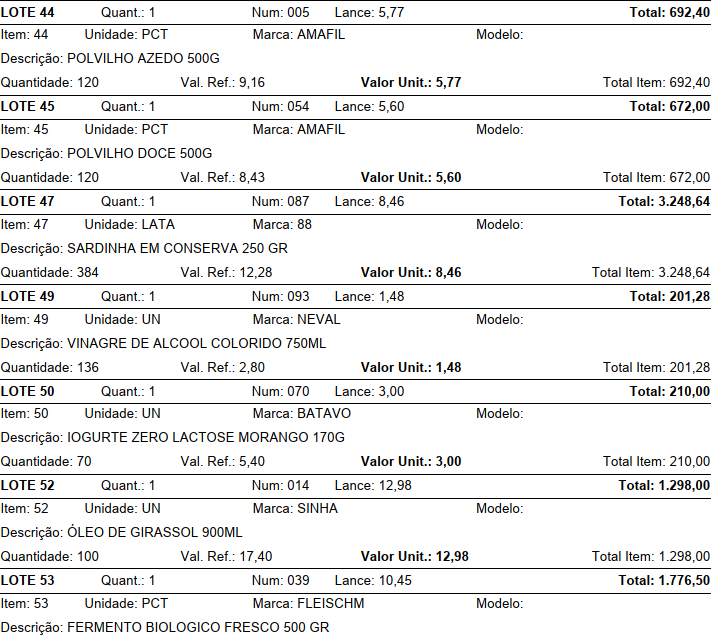 LOTE 44 Quant.: 1 Num: 005 Lance: 5,77 Total: 692,40
Item: 44 Unidade: PCT Marca: AMAFIL Modelo:
Descrição: POLVILHO AZEDO 500G
Quantidade: 120 Val. Ref.: 9,16 Valor Unit.: 5,77 Total Item: 692,40
LOTE 45 Quant.: 1 Num: 054 Lance: 5,60 Total: 672,00
Item: 45 Unidade: PCT Marca: AMAFIL Modelo:
Descrição: POLVILHO DOCE 500G
Quantidade: 120 Val. Ref.: 8,43 Valor Unit.: 5,60 Total Item: 672,00
LOTE 47 Quant.: 1 Num: 087 Lance: 8,46 Total: 3.248,64
Item: 47 Unidade: LATA Marca: 88 Modelo:
Descrição: SARDINHA EM CONSERVA 250 GR
Quantidade: 384 Val. Ref.: 12,28 Valor Unit.: 8,46 Total Item: 3.248,64
LOTE 49 Quant.: 1 Num: 093 Lance: 1,48 Total: 201,28
Item: 49 Unidade: UN Marca: NEVAL Modelo:
Descrição: VINAGRE DE ALCOOL COLORIDO 750ML
Quantidade: 136 Val. Ref.: 2,80 Valor Unit.: 1,48 Total Item: 201,28
LOTE 50 Quant.: 1 Num: 070 Lance: 3,00 Total: 210,00
Item: 50 Unidade: UN Marca: BATAVO Modelo:
Descrição: IOGURTE ZERO LACTOSE MORANGO 170G
Quantidade: 70 Val. Ref.: 5,40 Valor Unit.: 3,00 Total Item: 210,00
LOTE 52 Quant.: 1 Num: 014 Lance: 12,98 Total: 1.298,00
Item: 52 Unidade: UN Marca: SINHA Modelo:
Descrição: ÓLEO DE GIRASSOL 900ML
Quantidade: 100 Val. Ref.: 17,40 Valor Unit.: 12,98 Total Item: 1.298,00
LOTE 53 Quant.: 1 Num: 039 Lance: 10,45 Total: 1.776,50
Item: 53 Unidade: PCT Marca: FLEISCHM Modelo:
Descrição: FERMENTO BIOLOGICO FRESCO 500 GR